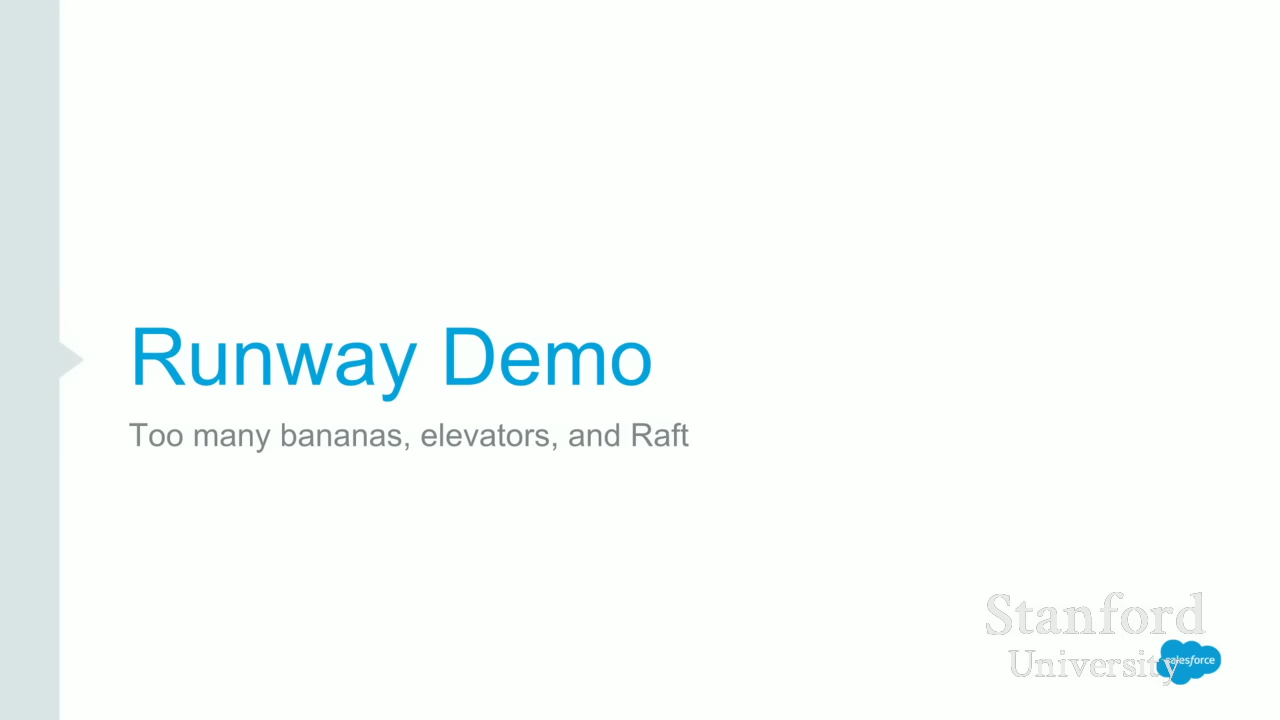 Runway Demo
Too many bananas, elevators, and Raft
Stanford
University
salesforce